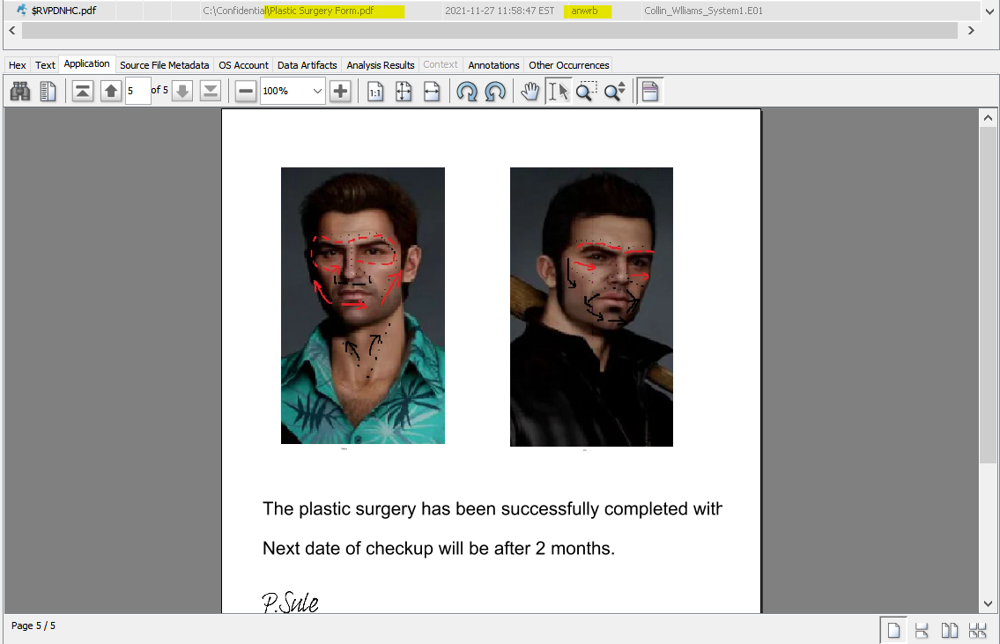 $RVPDNHC.pdf C:\Confidential\Plastic Surgery Form.pdf 2021-11-27 11:58:47 EST anwrb Collin_Wlliams_System1.E01
Hex Text Application Source File Metadata OS Account Data Artifacts Analysis Results Context Annotations Other Occurrences
5 of 5 100% 1:1
The plastic surgery has been successfully completed with
Next date of checkup will be after 2 months.
P.Sule
Page 5 / 5